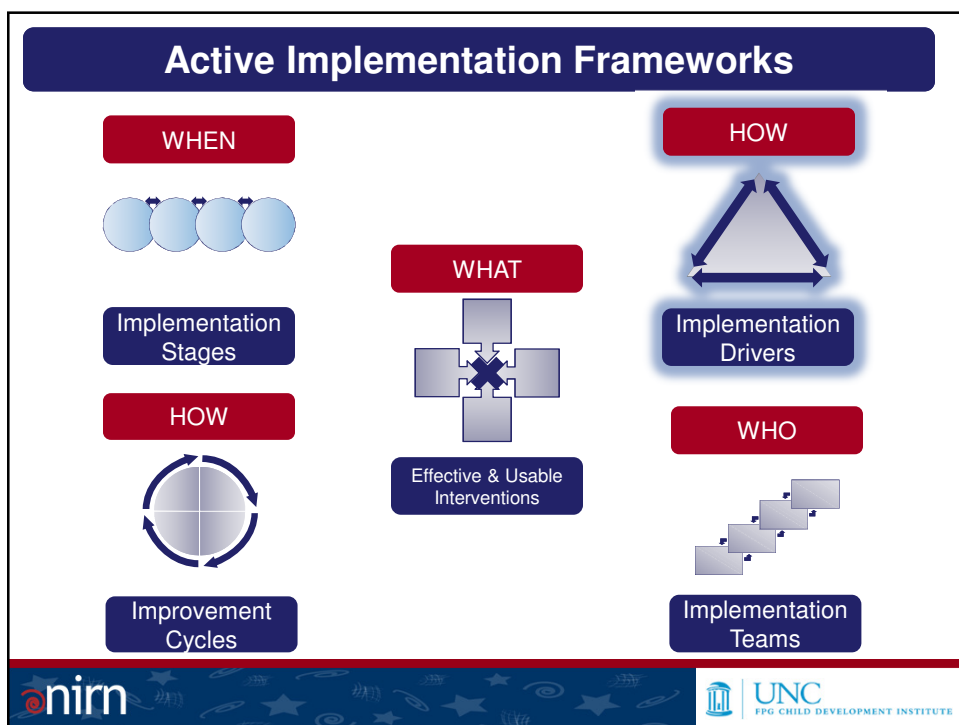 Active Implementation Frameworks
WHEN
Implementation
Stages
HOW
Improvement
Cycles
WHAT
Effective & Usable
Interventions
HOW
Implementation
Drivers
WHO
Implementation
Teams
nirn
UNC
FPG CHILD DEVELOPMENT INSTITUTE